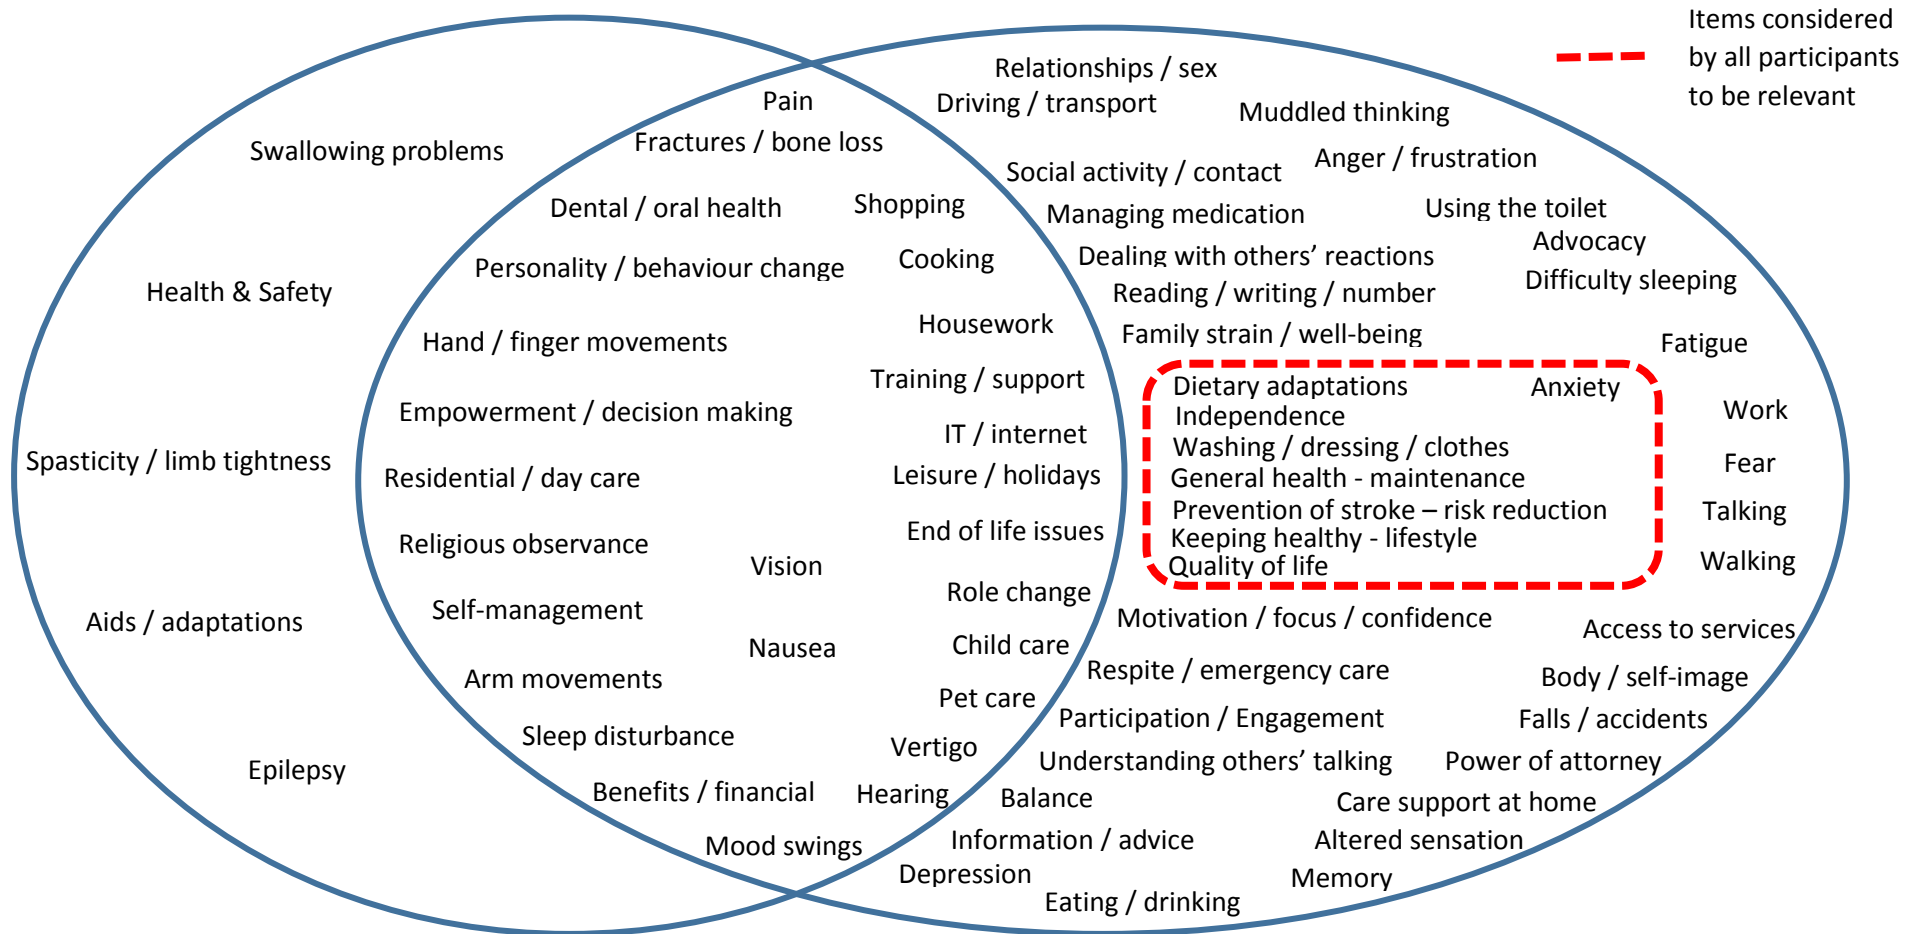 Items considered
by all participants
to be relevant
Swallowing problems
Health & Safety
Spasticity / limb tightness
Aids / adaptations
Epilepsy
Pain
Fractures / bone loss
Dental / oral health
Shopping
Personality / behaviour change
Cooking
Hand / finger movements
Housework
Training / support
Empowerment / decision making
IT / internet
Residential / day care
Leisure / holidays
Religious observance
End of life issues
Vision
Self-management
Role change
Nausea
Child care
Arm movements
Pet care
Sleep disturbance
Vertigo
Benefits / financial
Hearing
Mood swings
Relationships / sex
Driving / transport
Muddled thinking
Social activity / contact
Anger / frustration
Managing medication
Using the toilet
Advocacy
Dealing with others’ reactions
Difficulty sleeping
Reading / writing / number
Family strain / well-being
Fatigue
Dietary adaptations
Anxiety
Independence
Washing / dressing / clothes
General health - maintenance
Prevention of stroke – risk reduction
Keeping healthy - lifestyle
Quality of life
Work
Fear
Talking
Walking
Motivation / focus / confidence
Access to services
Respite / emergency care
Body / self-image
Participation / Engagement
Falls / accidents
Understanding others’ talking
Power of attorney
Balance
Care support at home
Information / advice
Altered sensation
Depression
Memory
Eating / drinking